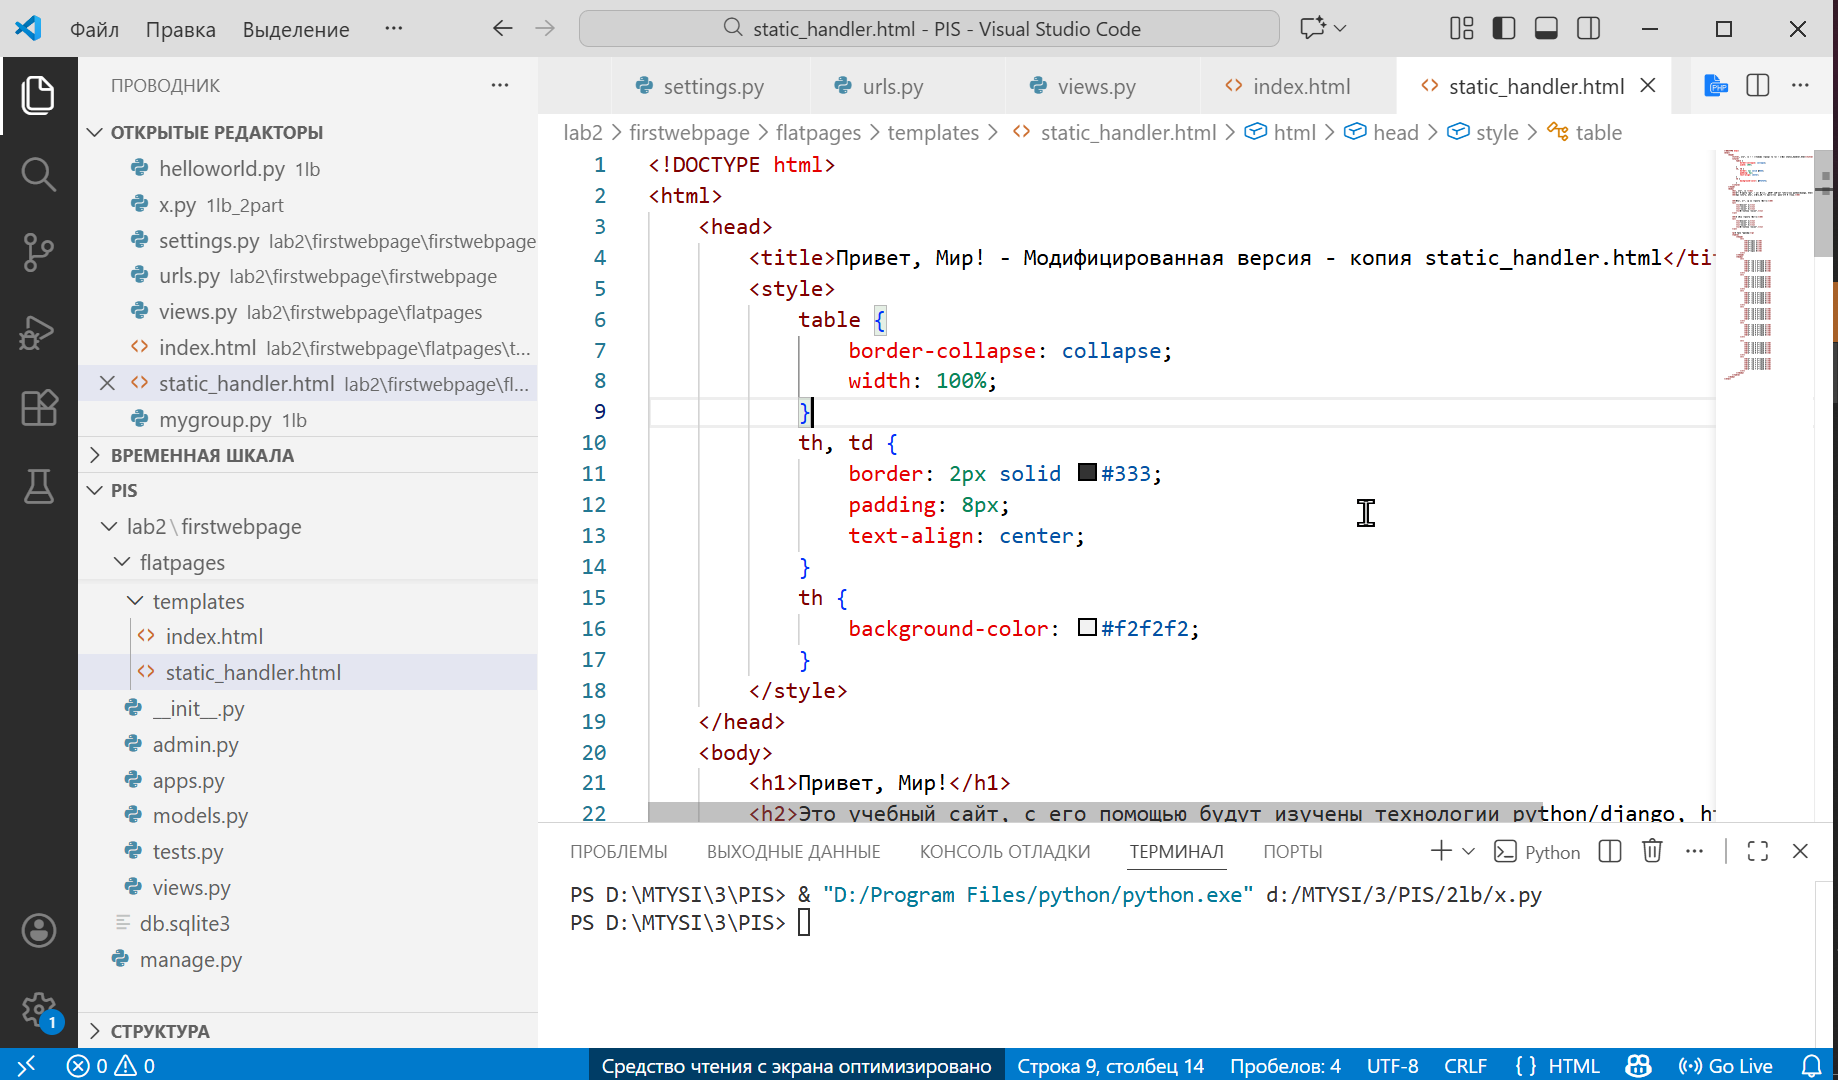 Файл Правка Выделение ··· static_handler.html - PIS - Visual Studio Code
ПРОВОДНИК ···
ОТКРЫТЫЕ РЕДАКТОРЫ
helloworld.py 1lb
x.py 1lb_2part
settings.py lab2\firstwebpage\firstwebpage
urls.py lab2\firstwebpage\firstwebpage
views.py lab2\firstwebpage\flatpages
index.html lab2\firstwebpage\flatpages\t...
static_handler.html lab2\firstwebpage\fl...
mygroup.py 1lb
ВРЕМЕННАЯ ШКАЛА
PIS
lab2\firstwebpage
flatpages
templates
index.html
static_handler.html
__init__.py
admin.py
apps.py
models.py
tests.py
views.py
db.sqlite3
manage.py
СТРУКТУРА
1
settings.py urls.py views.py index.html static_handler.html
PHP
lab2 > firstwebpage > flatpages > templates > static_handler.html > html > head > style > table
1 <!DOCTYPE html>
2 <html>
3 <head>
4 <title>Привет, Мир! - Модифицированная версия - копия static_handler.html</tit
5 <style>
6 table {
7 border-collapse: collapse;
8 width: 100%;
9 }
10 th, td {
11 border: 2px solid #333;
12 padding: 8px;
13 text-align: center;
14 }
15 th {
16 background-color: #f2f2f2;
17 }
18 </style>
19 </head>
20 <body>
21 <h1>Привет, Мир!</h1>
22 <h2>Это учебный сайт, с его помощью будут изучены технологии python/django, ht
ПРОБЛЕМЫ ВЫХОДНЫЕ ДАННЫЕ КОНСОЛЬ ОТЛАДКИ ТЕРМИНАЛ ПОРТЫ Python
PS D:\MTYSI\3\PIS> & "D:/Program Files/python/python.exe" d:/MTYSI/3/PIS/2lb/x.py
PS D:\MTYSI\3\PIS>
0 0 Средство чтения с экрана оптимизировано Строка 9, столбец 14 Пробелов: 4 UTF-8 CRLF { } HTML Go Live